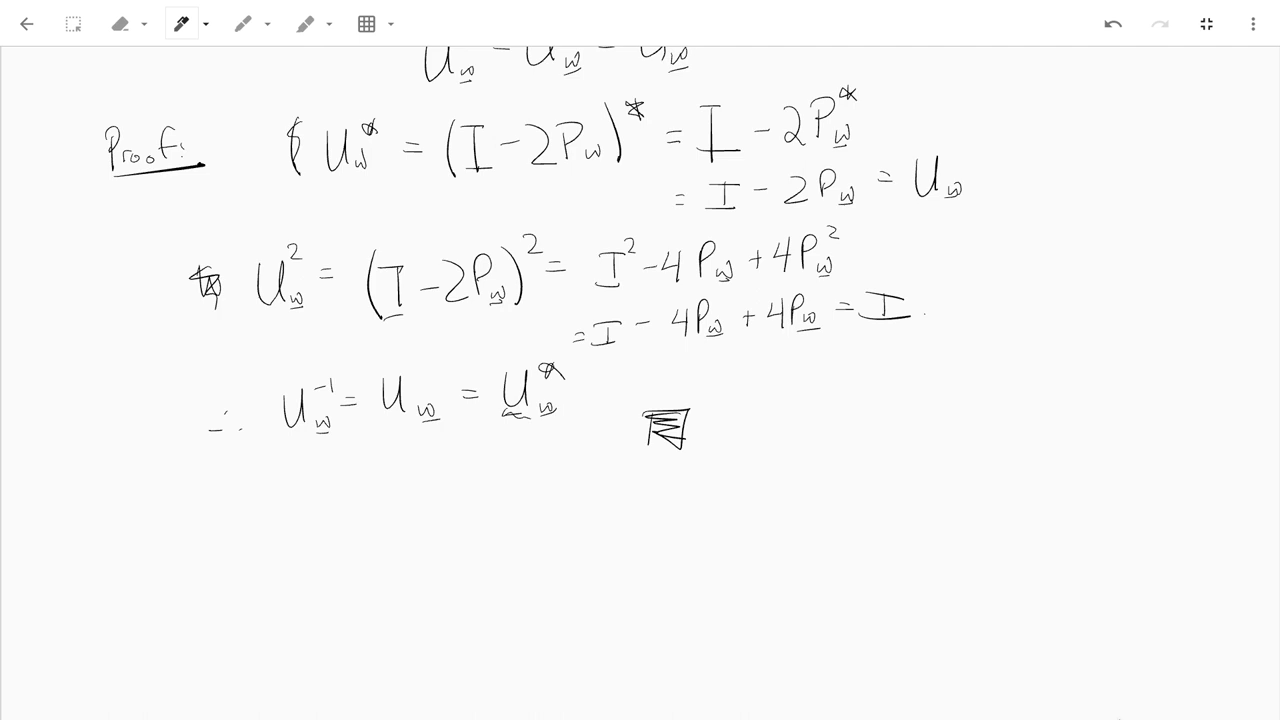 U_w = U_w = U_w
Proof: U_w^* = (I - 2P_w)^* = I - 2P_w^*
= I - 2P_w = U_w
U_w^2 = (I - 2P_w)^2 = I^2 - 4P_w + 4P_w^2
= I - 4P_w + 4P_w = I.
∴ U_w^{-1} = U_w = U_w^*